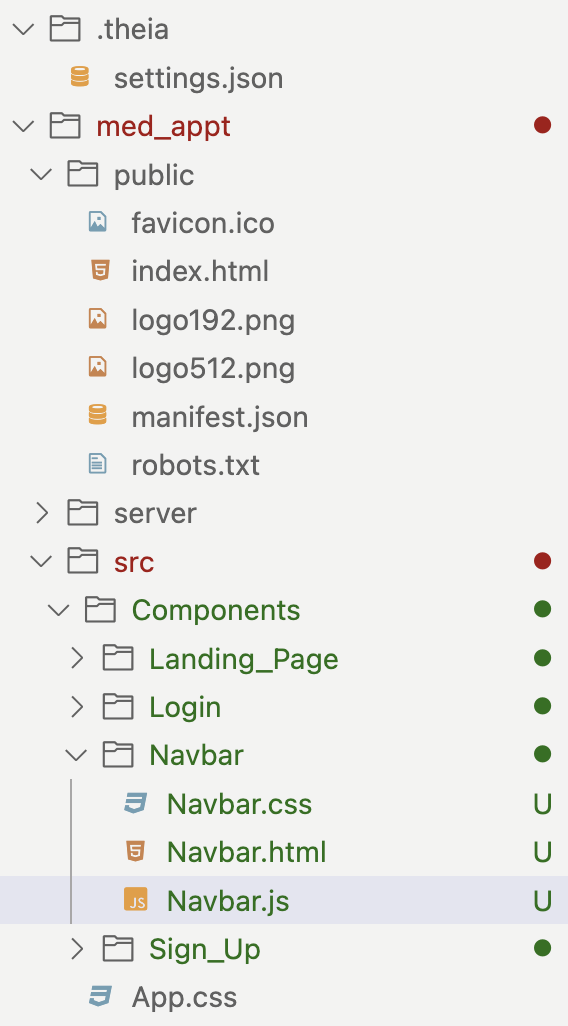 .theia
settings.json
med_appt
public
favicon.ico
index.html
logo192.png
logo512.png
manifest.json
robots.txt
server
src
Components
Landing_Page
Login
Navbar
Navbar.css U
Navbar.html U
JS Navbar.js U
Sign_Up
App.css